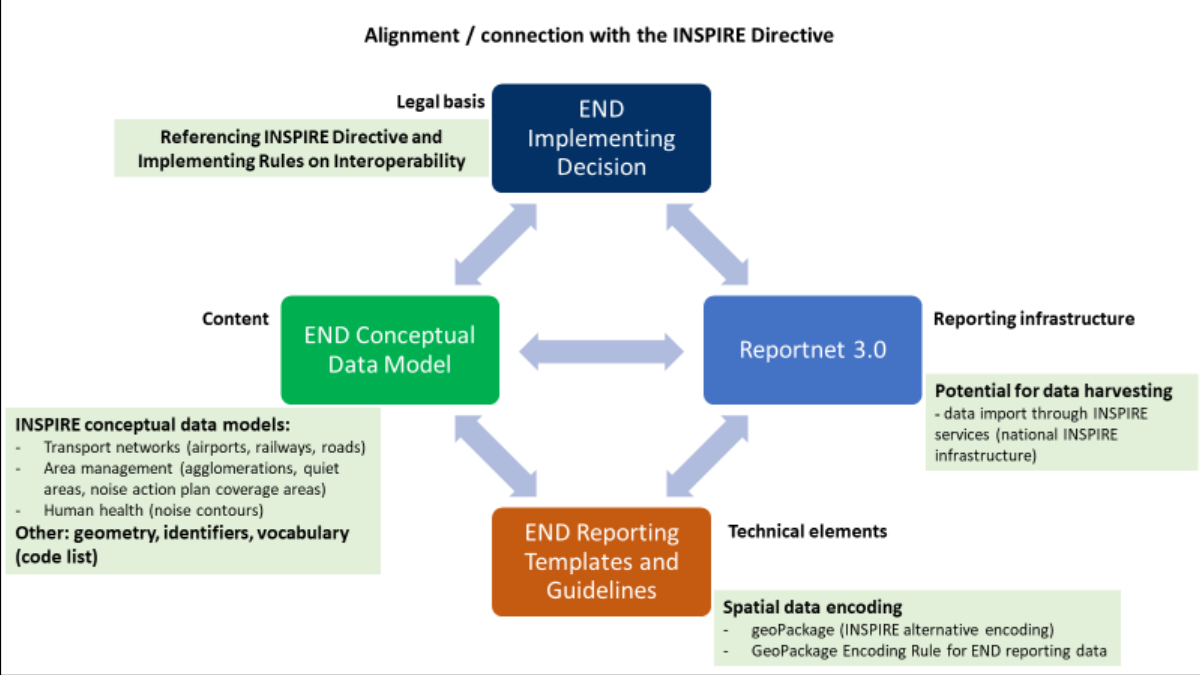 Alignment / connection with the INSPIRE Directive
Legal basis
Referencing INSPIRE Directive and
Implementing Rules on Interoperability
END
Implementing
Decision
Content
END Conceptual
Data Model
INSPIRE conceptual data models:
- Transport networks (airports, railways, roads)
- Area management (agglomerations, quiet
areas, noise action plan coverage areas)
- Human health (noise contours)
Other: geometry, identifiers, vocabulary
(code list)
Reportnet 3.0
Reporting infrastructure
Potential for data harvesting
- data import through INSPIRE
services (national INSPIRE
infrastructure)
END Reporting
Templates and
Guidelines
Technical elements
Spatial data encoding
- geoPackage (INSPIRE alternative encoding)
- GeoPackage Encoding Rule for END reporting data